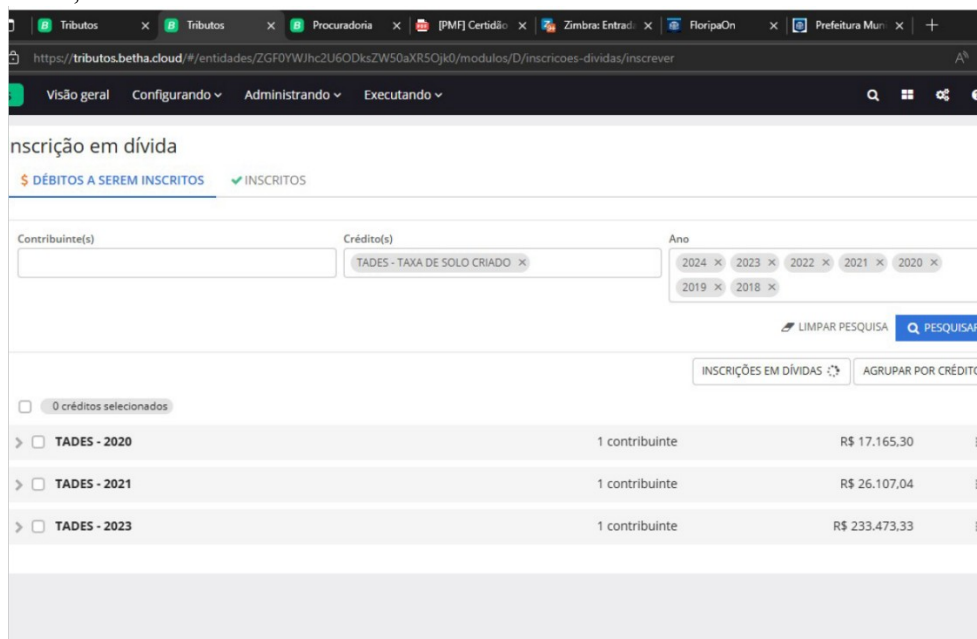 Tributos Tributos Procuradoria [PMF] Certidão Zimbra: Entrad FloripaOn Prefeitura Mun
https://tributos.betha.cloud/#/entidades/ZGF0YWJhc2U6ODksZW50aXR5Ojk0/modulos/D/inscricoes-dividas/inscrever
Visão geral Configurando Administrando Executando
nscrição em dívida
$ DÉBITOS A SEREM INSCRITOS INSCRITOS
Contribuinte(s) Crédito(s) Ano
TADES - TAXA DE SOLO CRIADO × 2024 × 2023 × 2022 × 2021 × 2020 ×
2019 × 2018 ×
LIMPAR PESQUISA PESQUISAR
INSCRIÇÕES EM DÍVIDAS AGRUPAR POR CRÉDITO
0 créditos selecionados
TADES - 2020 1 contribuinte R$ 17.165,30
TADES - 2021 1 contribuinte R$ 26.107,04
TADES - 2023 1 contribuinte R$ 233.473,33